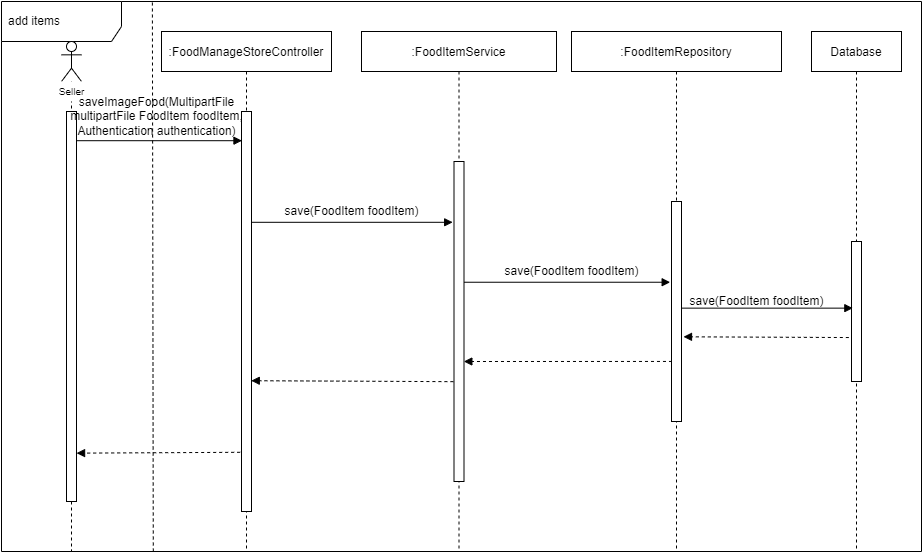 add items
:FoodManageStoreController
:FoodItemService
:FoodItemRepository
Database
Seller
saveImageFood(MultipartFile
multipartFile FoodItem foodItem,
Authentication authentication)
save(FoodItem foodItem)
save(FoodItem foodItem)
save(FoodItem foodItem)